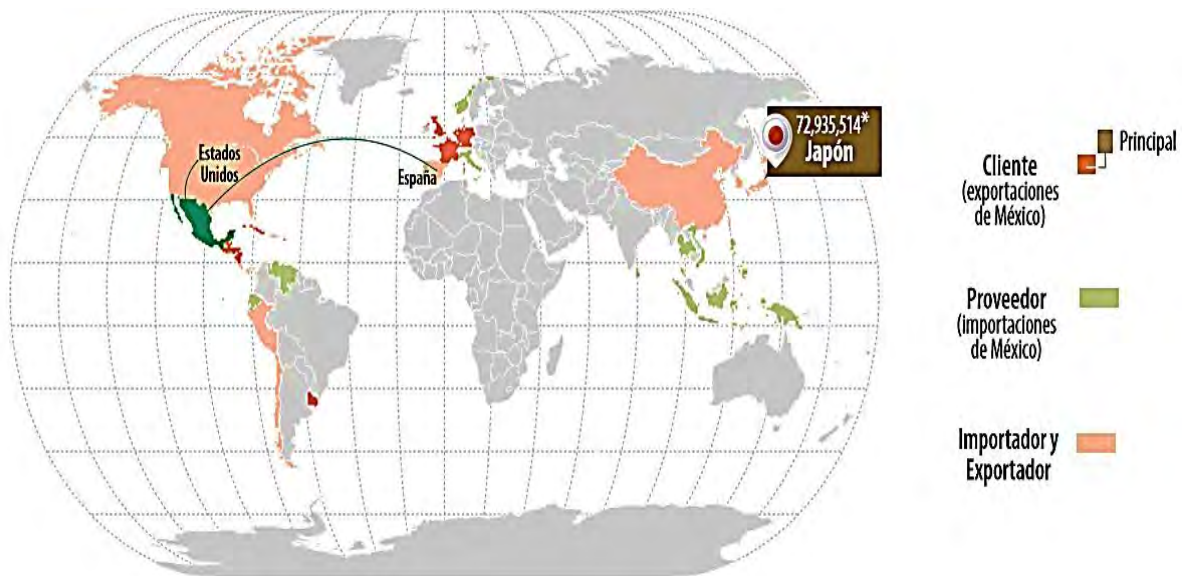 Estados
Unidos
España
72,935,514*
Japón
Principal
Cliente
(exportaciones
de México)
Proveedor
(importaciones
de México)
Importador y
Exportador